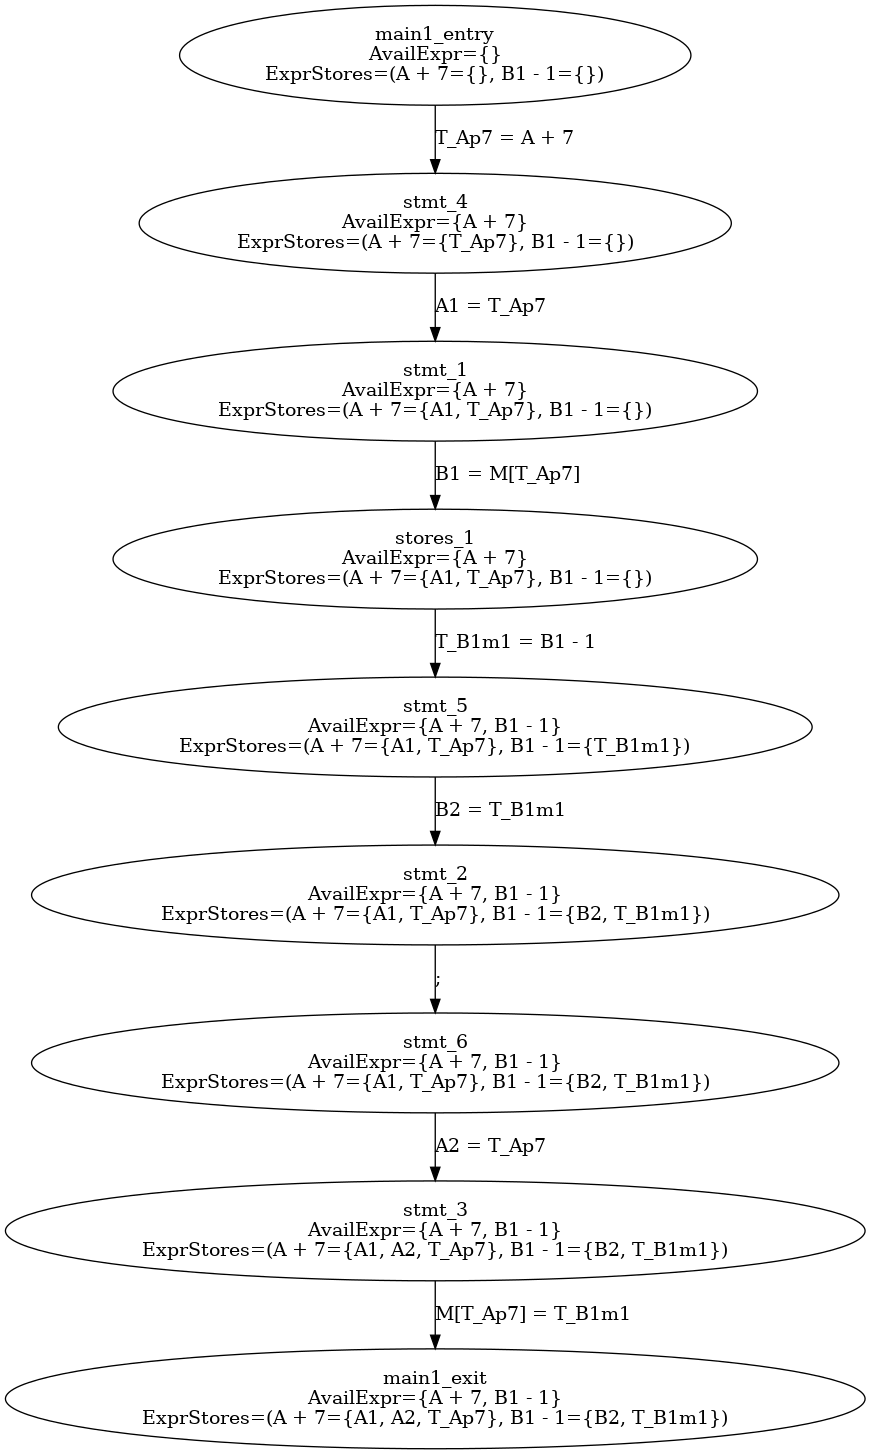 main1_entry
AvailExpr={}
ExprStores=(A + 7={}, B1 - 1={})
T_Ap7 = A + 7
stmt_4
AvailExpr={A + 7}
ExprStores=(A + 7={T_Ap7}, B1 - 1={})
A1 = T_Ap7
stmt_1
AvailExpr={A + 7}
ExprStores=(A + 7={A1, T_Ap7}, B1 - 1={})
B1 = M[T_Ap7]
stores_1
AvailExpr={A + 7}
ExprStores=(A + 7={A1, T_Ap7}, B1 - 1={})
T_B1m1 = B1 - 1
stmt_5
AvailExpr={A + 7, B1 - 1}
ExprStores=(A + 7={A1, T_Ap7}, B1 - 1={T_B1m1})
B2 = T_B1m1
stmt_2
AvailExpr={A + 7, B1 - 1}
ExprStores=(A + 7={A1, T_Ap7}, B1 - 1={B2, T_B1m1})
;
stmt_6
AvailExpr={A + 7, B1 - 1}
ExprStores=(A + 7={A1, T_Ap7}, B1 - 1={B2, T_B1m1})
A2 = T_Ap7
stmt_3
AvailExpr={A + 7, B1 - 1}
ExprStores=(A + 7={A1, A2, T_Ap7}, B1 - 1={B2, T_B1m1})
M[T_Ap7] = T_B1m1
main1_exit
AvailExpr={A + 7, B1 - 1}
ExprStores=(A + 7={A1, A2, T_Ap7}, B1 - 1={B2, T_B1m1})